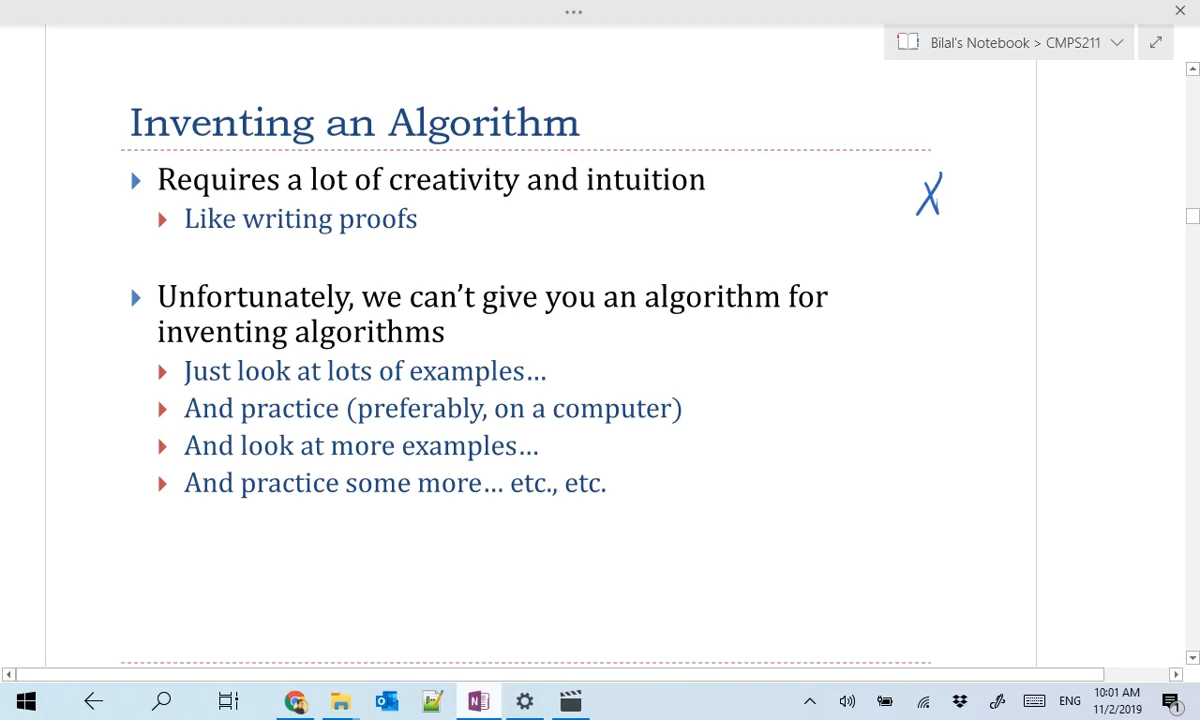 Bilal's Notebook > CMPS211
Inventing an Algorithm
Requires a lot of creativity and intuition
X
Like writing proofs
Unfortunately, we can't give you an algorithm for
inventing algorithms
Just look at lots of examples…
And practice (preferably, on a computer)
And look at more examples…
And practice some more… etc., etc.
ENG
10:01 AM
11/2/2019
1